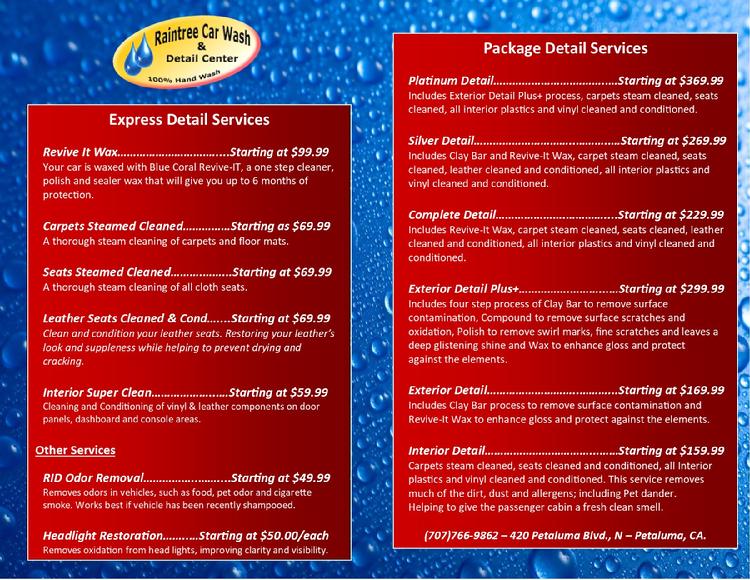 Raintree Car Wash
&
Detail Center
100% Hand Wash
Express Detail Services
Revive It Wax……………………….…..Starting at $99.99
Your car is waxed with Blue Coral Revive-IT, a one step cleaner,
polish and sealer wax that will give you up to 6 months of
protection.
Carpets Steamed Cleaned……………Starting as $69.99
A thorough steam cleaning of carpets and floor mats.
Seats Steamed Cleaned……………….Starting at $69.99
A thorough steam cleaning of all cloth seats.
Leather Seats Cleaned & Cond…....Starting at $69.99
Clean and condition your leather seats. Restoring your leather's
look and suppleness while helping to prevent drying and
cracking.
Interior Super Clean…………………....Starting at $59.99
Cleaning and Conditioning of vinyl & leather components on door
panels, dashboard and console areas.
Other Services
RID Odor Removal……………………...Starting at $49.99
Removes odors in vehicles, such as food, pet odor and cigarette
smoke. Works best if vehicle has been recently shampooed.
Headlight Restoration……..…Starting at $50.00/each
Removes oxidation from head lights, improving clarity and visibility.
Package Detail Services
Platinum Detail………………………….…..Starting at $369.99
Includes Exterior Detail Plus+ process, carpets steam cleaned, seats
cleaned, all interior plastics and vinyl cleaned and conditioned.
Silver Detail…………………………………...Starting at $269.99
Includes Clay Bar and Revive-It Wax, carpet steam cleaned, seats
cleaned, leather cleaned and conditioned, all interior plastics and
vinyl cleaned and conditioned.
Complete Detail……………………………..Starting at $229.99
Includes Revive-It Wax, carpet steam cleaned, seats cleaned, leather
cleaned and conditioned, all interior plastics and vinyl cleaned and
conditioned.
Exterior Detail Plus+……………………….Starting at $299.99
Includes four step process of Clay Bar to remove surface
contamination, Compound to remove surface scratches and
oxidation, Polish to remove swirl marks, fine scratches and leaves a
deep glistening shine and Wax to enhance gloss and protect
against the elements.
Exterior Detail……………………………….Starting at $169.99
Includes Clay Bar process to remove surface contamination and
Revive-It Wax to enhance gloss and protect against the elements.
Interior Detail………………………………..Starting at $159.99
Carpets steam cleaned, seats cleaned and conditioned, all Interior
plastics and vinyl cleaned and conditioned. This service removes
much of the dirt, dust and allergens; including Pet dander.
Helping to give the passenger cabin a fresh clean smell.
(707)766-9862 – 420 Petaluma Blvd., N – Petaluma, CA.